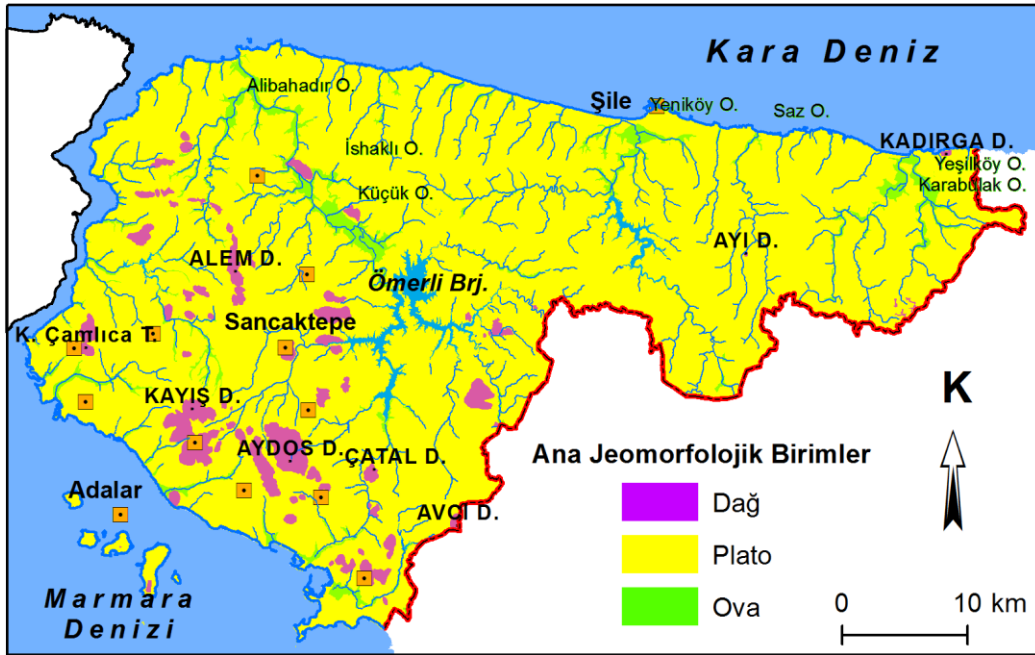 Kara Deniz
Alibahadır O.
Şile
Yeniköy O.
Saz O.
KADIRGA D.
İshaklı O.
Yeşilköy O.
Küçük O.
Karabulak O.
ALEM D.
AYI D.
Ömerli Brj.
Sancaktepe
K. Çamlıca T.
KAYIŞ D.
K
AYDOS D.
ÇATAL D.
Ana Jeomorfolojik Birimler
Adalar
AVCI D.
Dağ
Plato
Ova
Marmara
Denizi
0 10 km